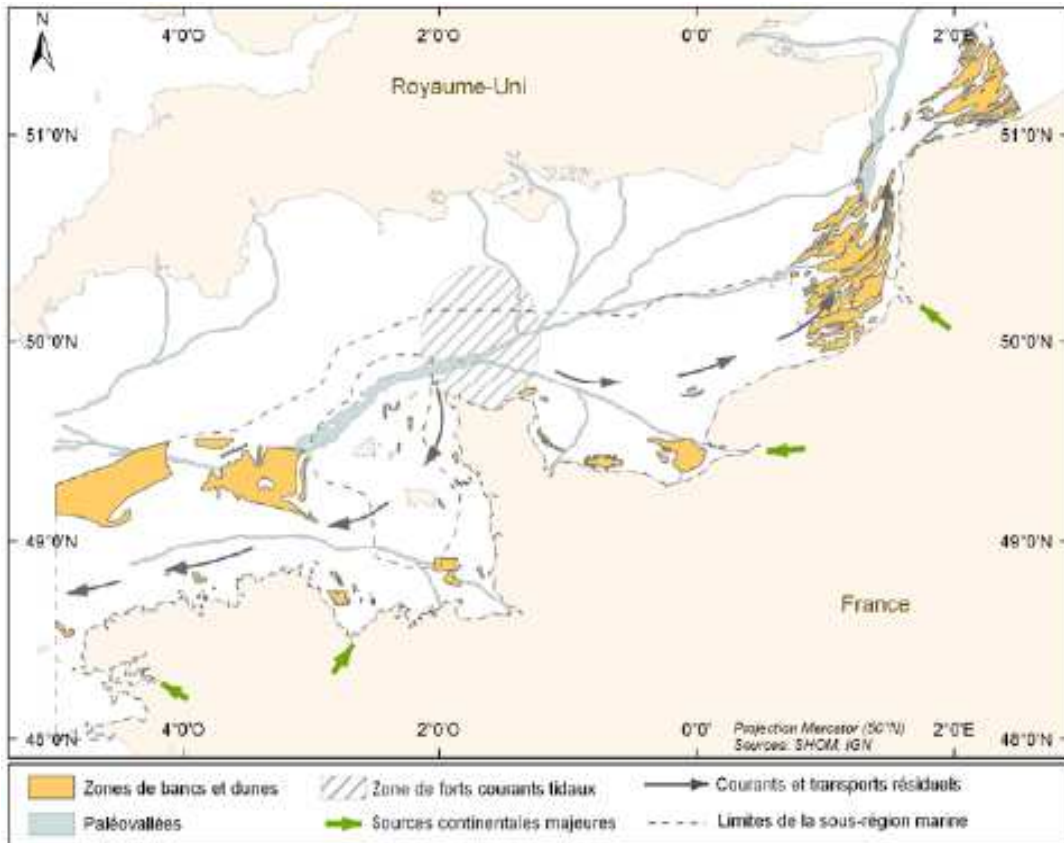 N
4°0'O 2°0'O 0°0' 2°0'E
Royaume-Uni
51°0'N 51°0'N
50°0'N 50°0'N
49°0'N 49°0'N
France
4°0'O 2°0'O 0°0' 2°0'E
48°0'N 48°0'N
Projection Mercator (50°N)
Sources: SHOM, IGN
Zones de bancs et dunes Zone de forts courants tidaux Courants et transports résiduels
Paléovallées Sources continentales majeures Limites de la sous-région marine